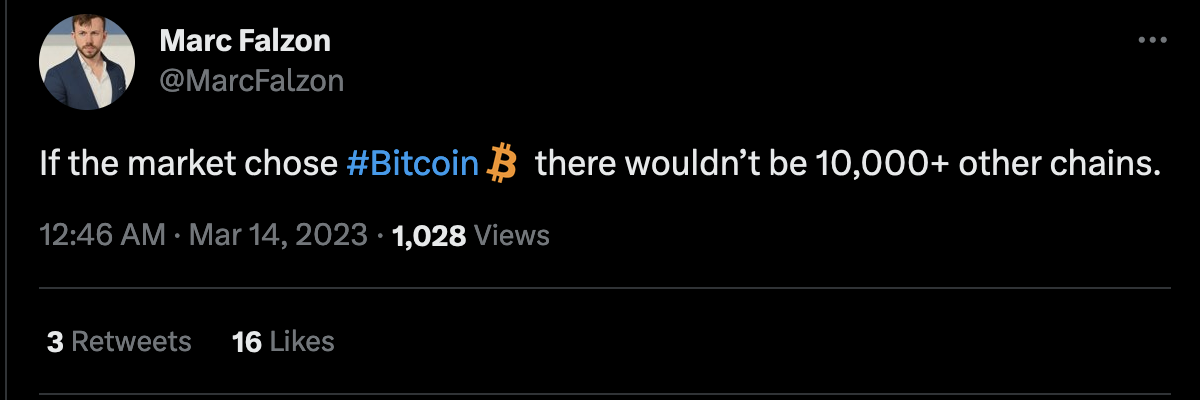 Marc Falzon
@MarcFalzon
If the market chose #Bitcoin there wouldn’t be 10,000+ other chains.
12:46 AM · Mar 14, 2023 · 1,028 Views
3 Retweets 16 Likes